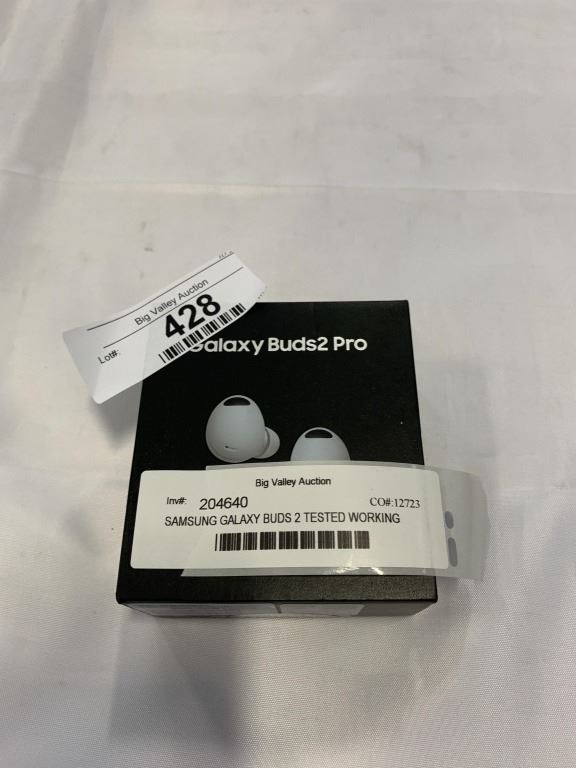 Big Valley Auction
Lot#: 428
Galaxy Buds2 Pro
Big Valley Auction
Inv#: 204640 CO#:12723
SAMSUNG GALAXY BUDS 2 TESTED WORKING